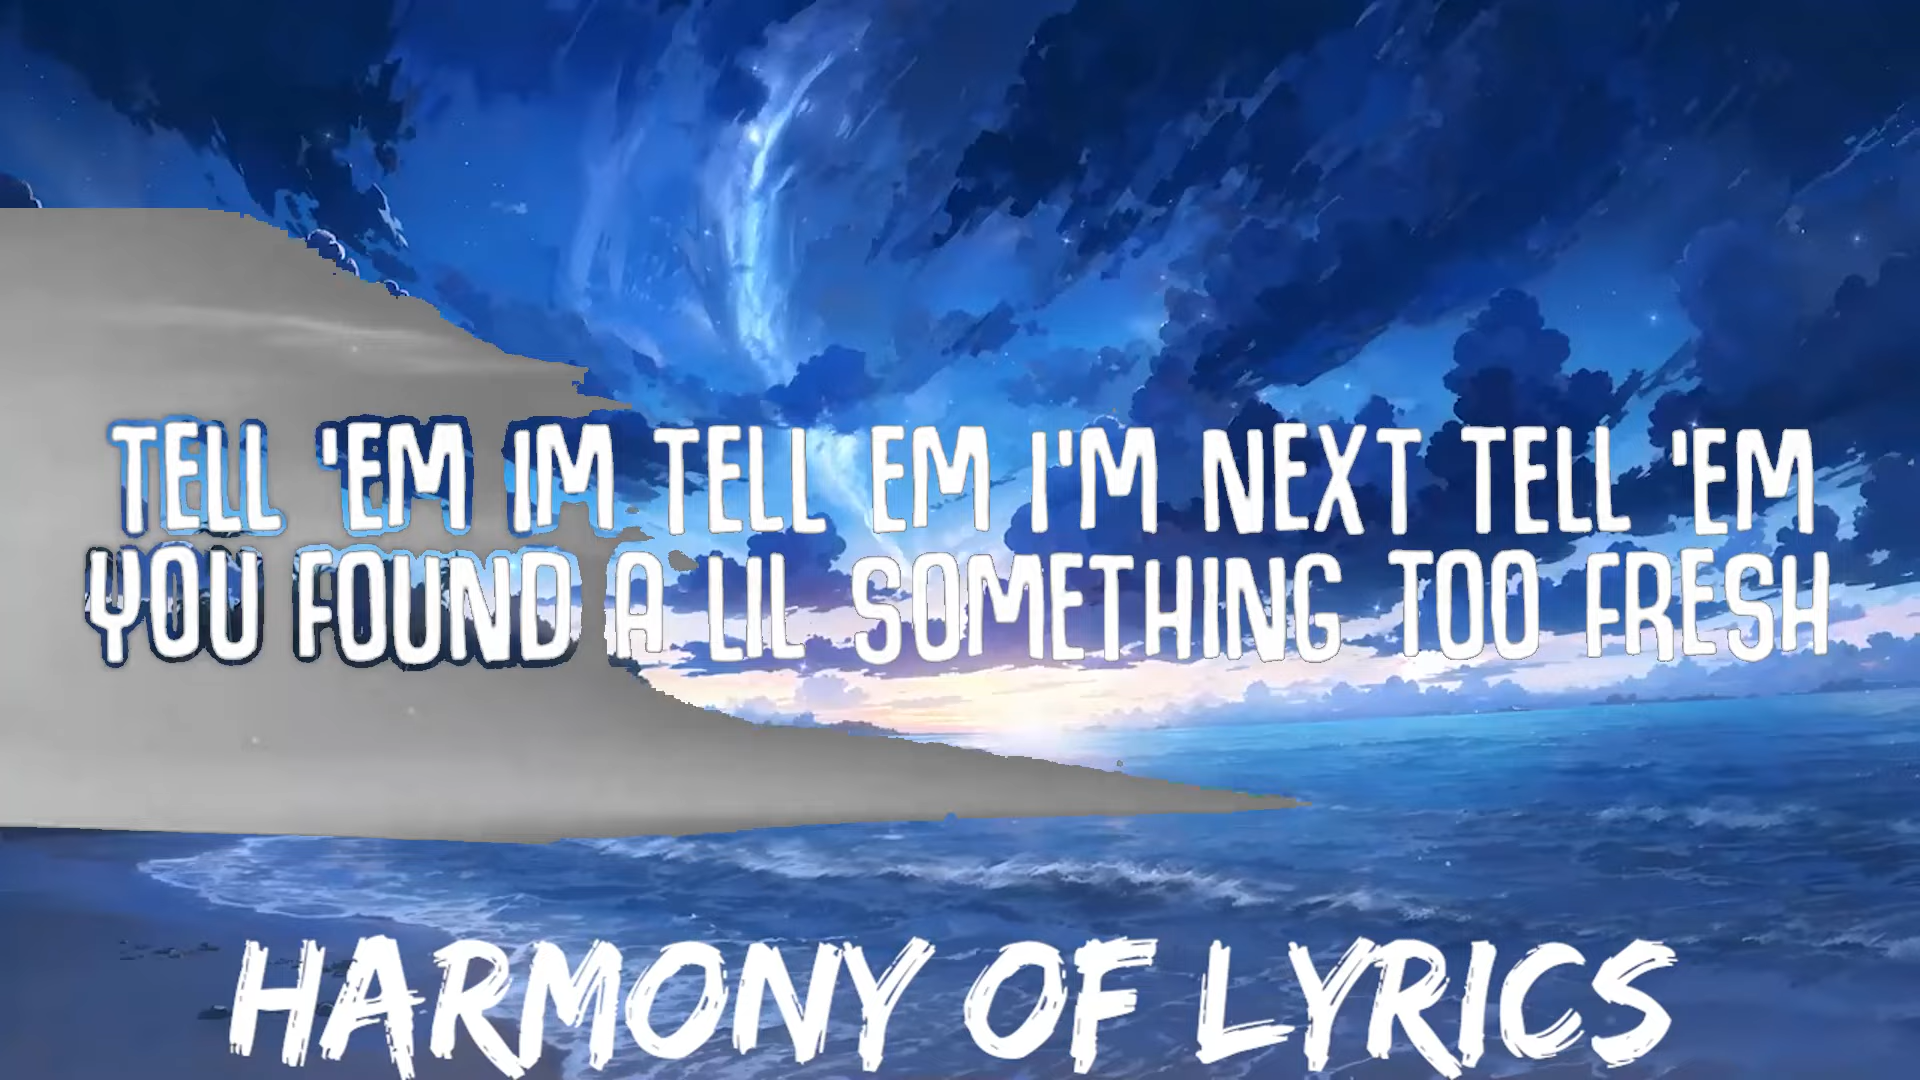 TELL 'EM IM TELL EM I'M NEXT TELL 'EM
YOU FOUND A LIL SOMETHING TOO FRESH
HARMONY OF LYRICS